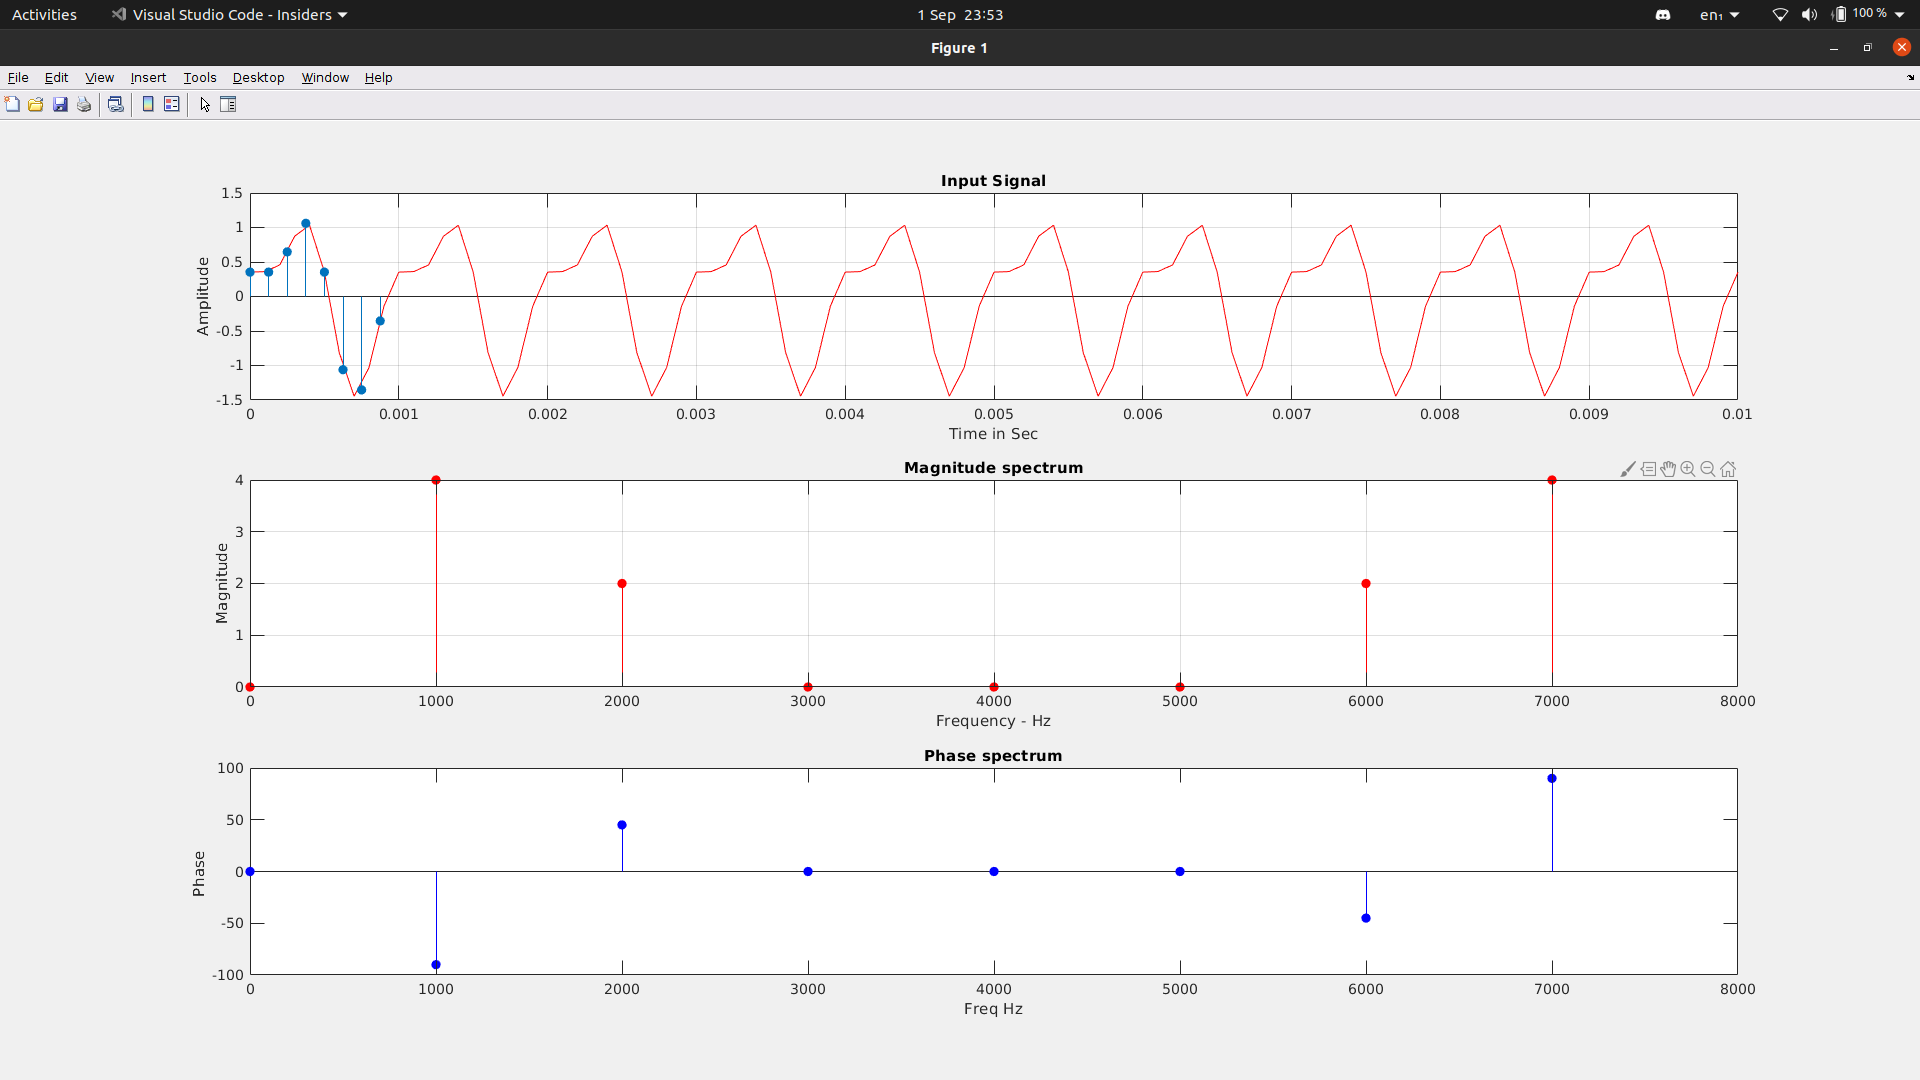 Activities Visual Studio Code - Insiders 1 Sep 23:53 en₁ 100 %
Figure 1
File Edit View Insert Tools Desktop Window Help
Input Signal
1.5
1
0.5
0
-0.5
-1
-1.5
Amplitude
0 0.001 0.002 0.003 0.004 0.005 0.006 0.007 0.008 0.009 0.01
Time in Sec
Magnitude spectrum
4
3
2
1
0
Magnitude
0 1000 2000 3000 4000 5000 6000 7000 8000
Frequency - Hz
Phase spectrum
100
50
0
-50
-100
Phase
0 1000 2000 3000 4000 5000 6000 7000 8000
Freq Hz